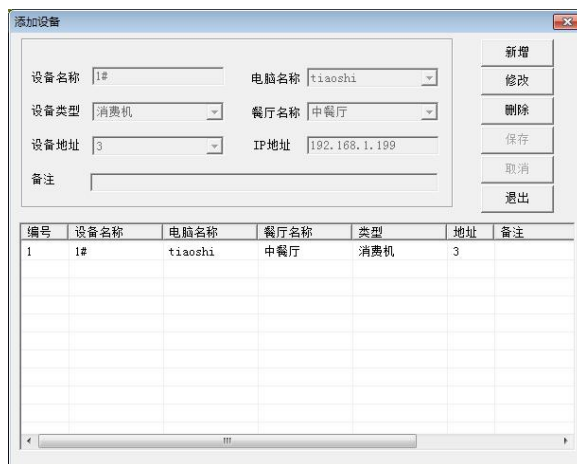 添加设备
新增
设备名称 1# 电脑名称 tiaoshi 修改
设备类型 消费机 餐厅名称 中餐厅 删除
设备地址 3 IP地址 192.168.1.199 保存
取消
备注
退出
编号 设备名称 电脑名称 餐厅名称 类型 地址 备注
1 1# tiaoshi 中餐厅 消费机 3